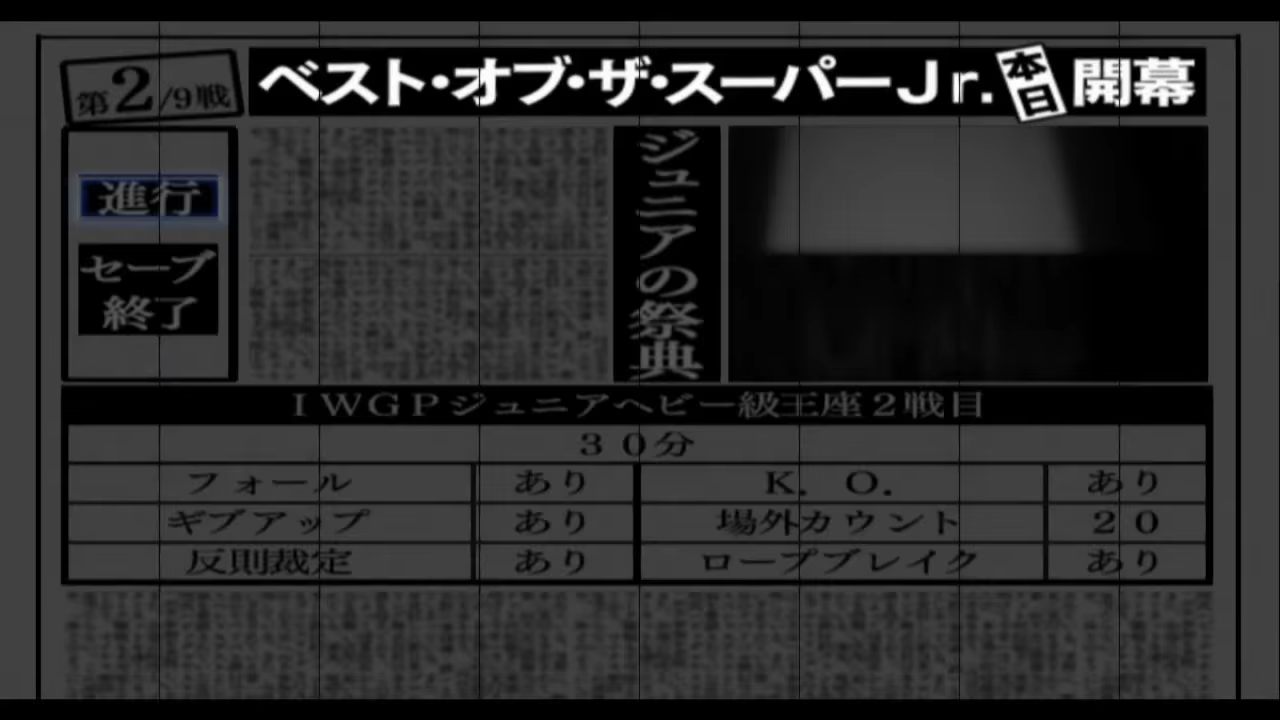 第2/9戦
ベスト・オブ・ザ・スーパーJr.本日開幕
進行
セーブ
終了
ジュニアの祭典
IWGPジュニアヘビー級王座2戦目
30分
フォール あり K.O. あり
ギブアップ あり 場外カウント 20
反則裁定 あり ロープブレイク あり